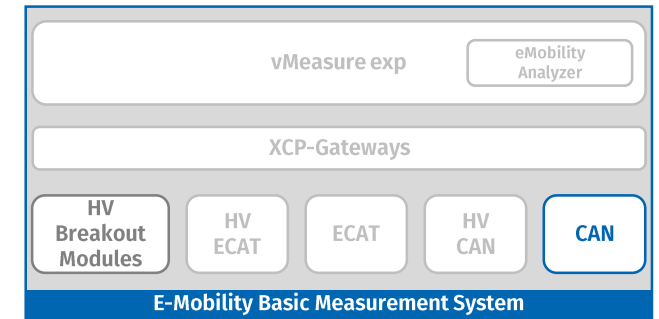 vMeasure exp
eMobility
Analyzer
XCP-Gateways
HV
Breakout
Modules
HV
ECAT
ECAT
HV
CAN
CAN
E-Mobility Basic Measurement System